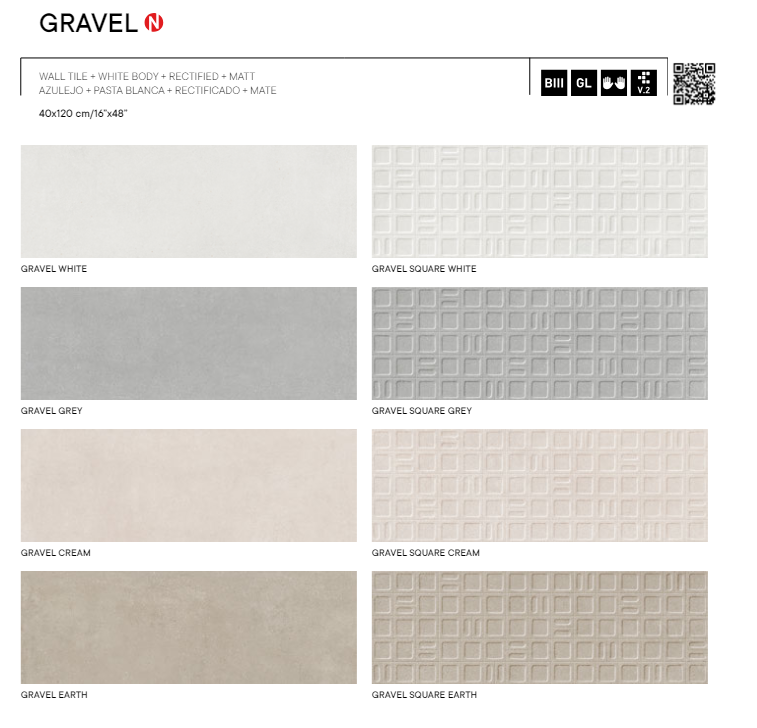 GRAVEL N
WALL TILE + WHITE BODY + RECTIFIED + MATT
AZULEJO + PASTA BLANCA + RECTIFICADO + MATE
BIII GL V.2
40x120 cm/16"x48"
GRAVEL WHITE
GRAVEL SQUARE WHITE
GRAVEL GREY
GRAVEL SQUARE GREY
GRAVEL CREAM
GRAVEL SQUARE CREAM
GRAVEL EARTH
GRAVEL SQUARE EARTH